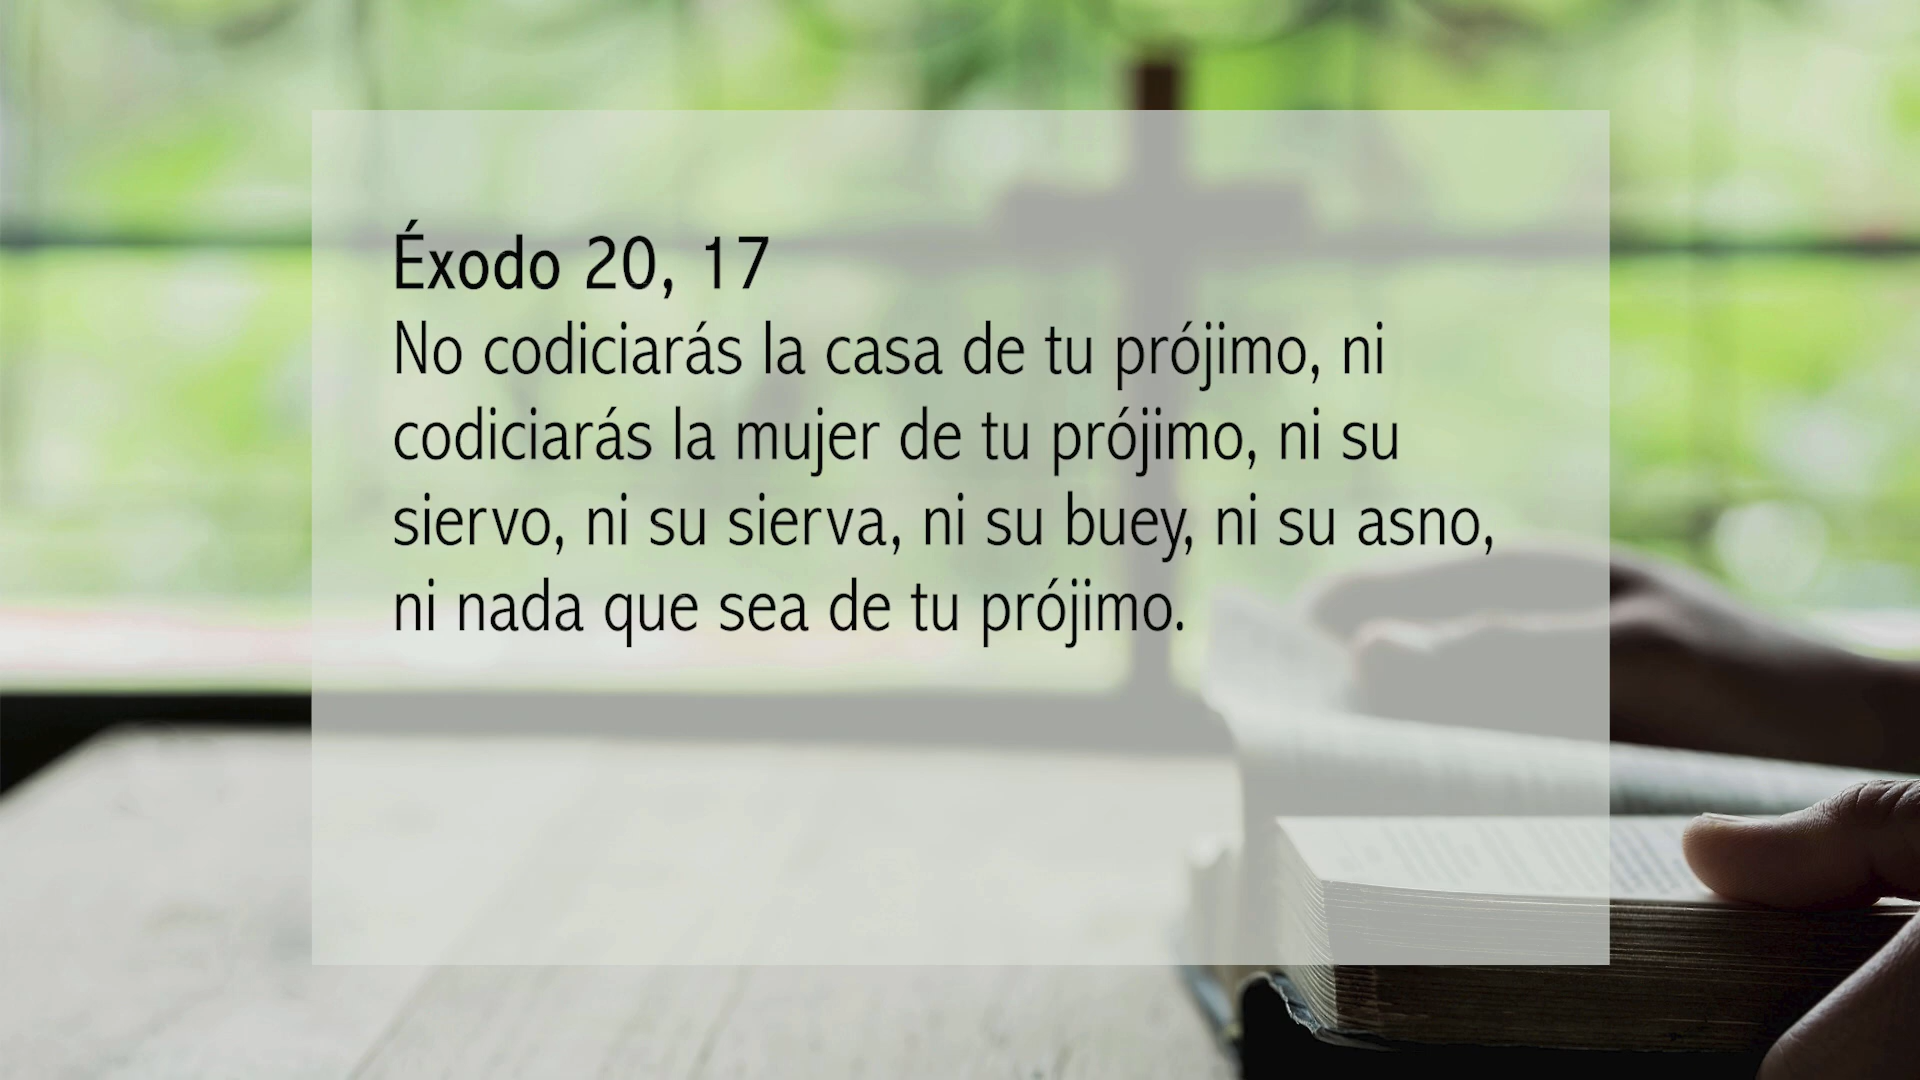 Éxodo 20, 17
No codiciarás la casa de tu prójimo, ni
codiciarás la mujer de tu prójimo, ni su
siervo, ni su sierva, ni su buey, ni su asno,
ni nada que sea de tu prójimo.